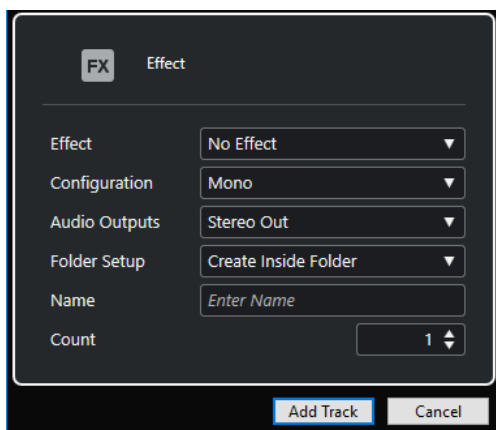 FX Effect
Effect No Effect
Configuration Mono
Audio Outputs Stereo Out
Folder Setup Create Inside Folder
Name Enter Name
Count 1
Add Track Cancel